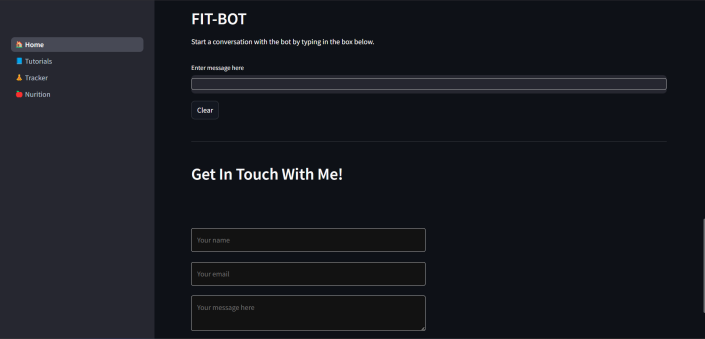 Home
Tutorials
Tracker
Nurition
FIT-BOT
Start a conversation with the bot by typing in the box below.
Enter message here
Clear
Get In Touch With Me!
Your name
Your email
Your message here